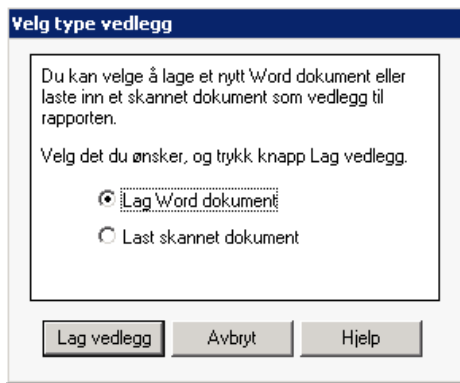 Velg type vedlegg
Du kan velge å lage et nytt Word dokument eller
laste inn et skannet dokument som vedlegg til
rapporten.
Velg det du ønsker, og trykk knapp Lag vedlegg.
Lag Word dokument
Last skannet dokument
Lag vedlegg
Avbryt
Hjelp